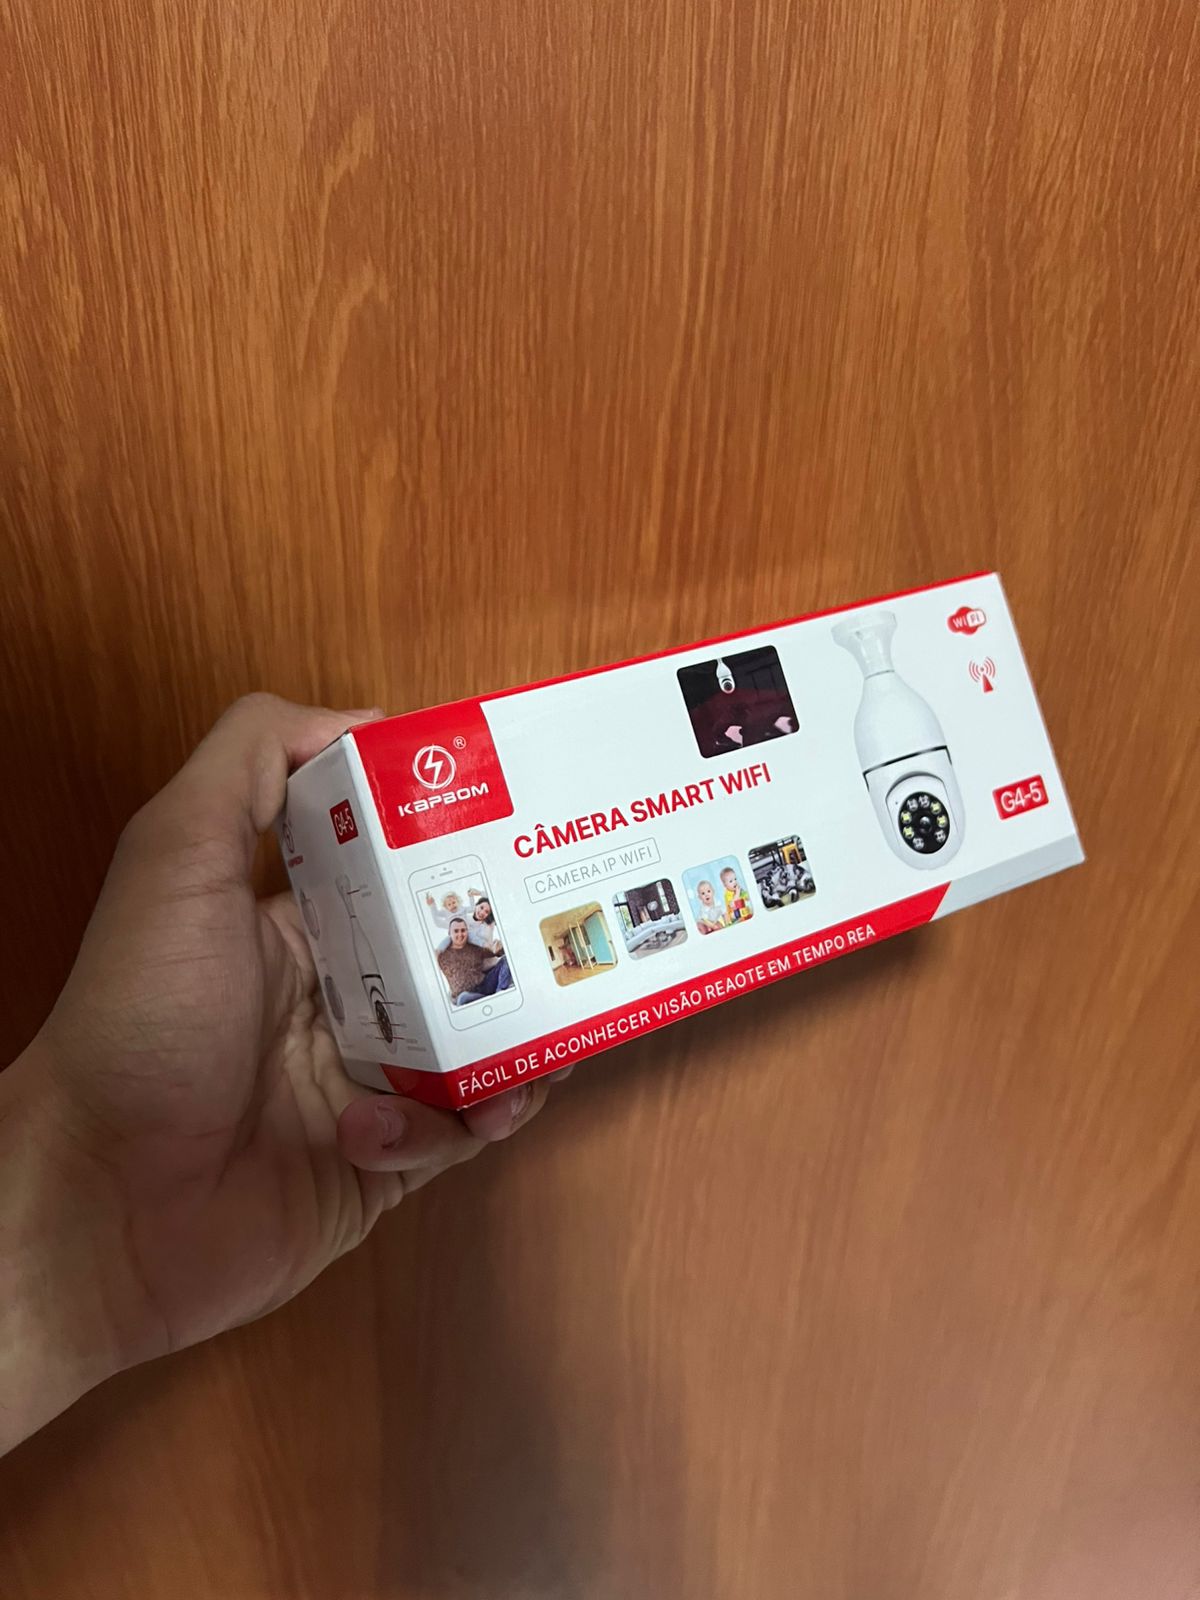 KAPBOM
®
G4-5
KAPBOM
CÂMERA SMART WIFI
CÂMERA IP WIFI
WIFI
G4-5
FÁCIL DE ACONHECER VISÃO REAOTE EM TEMPO REA